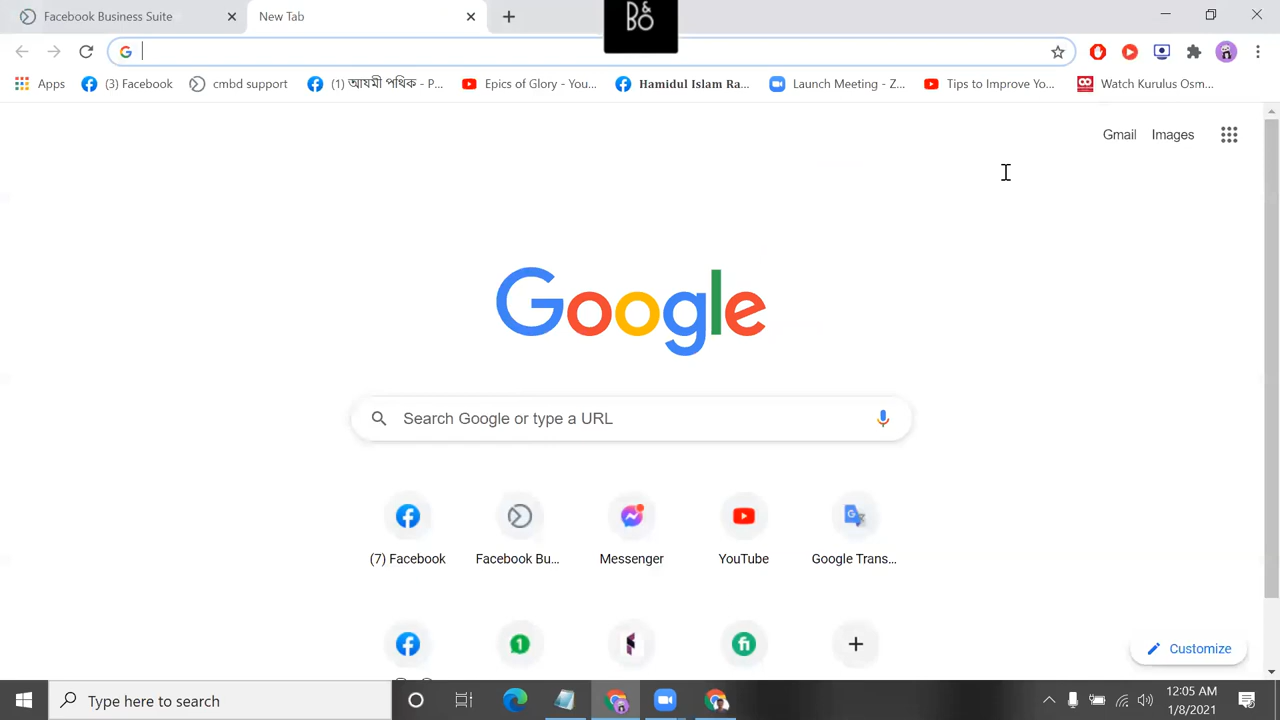 Facebook Business Suite
New Tab
B&O
Apps
(3) Facebook
cmbd support
(1) আযমী পথিক - P...
Epics of Glory - You...
Hamidul Islam Ra...
Launch Meeting - Z...
Tips to Improve Yo...
Watch Kurulus Osm...
Gmail
Images
Google
Search Google or type a URL
(7) Facebook
Facebook Bu...
Messenger
YouTube
Google Trans...
Customize
Type here to search
12:05 AM
1/8/2021